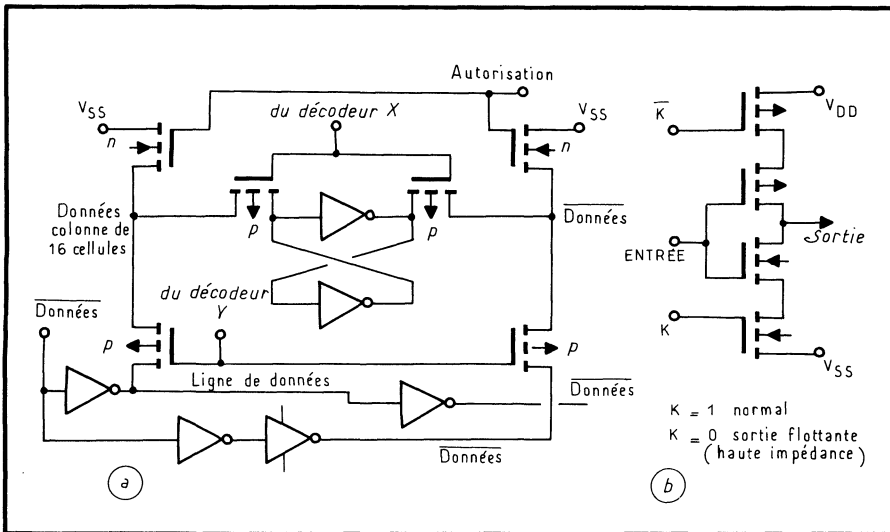 Autorisation
VSS
du décodeur X
VSS
n
n
p
p
Données
colonne de
16 cellules
Données
Données
du décodeur
Y
p
p
Ligne de données
Données
Données
a
K
VDD
ENTRÉE
Sortie
K
VSS
K = 1 normal
K = 0 sortie flottante
(haute impédance)
b